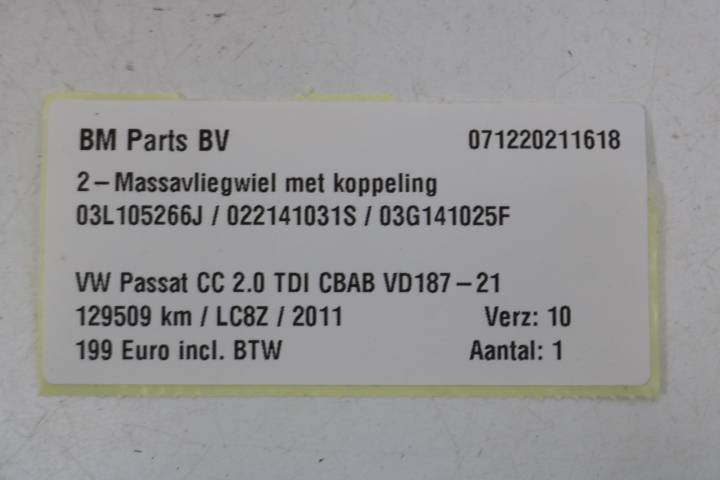 BM Parts BV 071220211618
2-Massavliegwiel met koppeling
03L105266J / 022141031S / 03G141025F
VW Passat CC 2.0 TDI CBAB VD187-21
129509 km / LC8Z / 2011 Verz: 10
199 Euro incl. BTW Aantal: 1